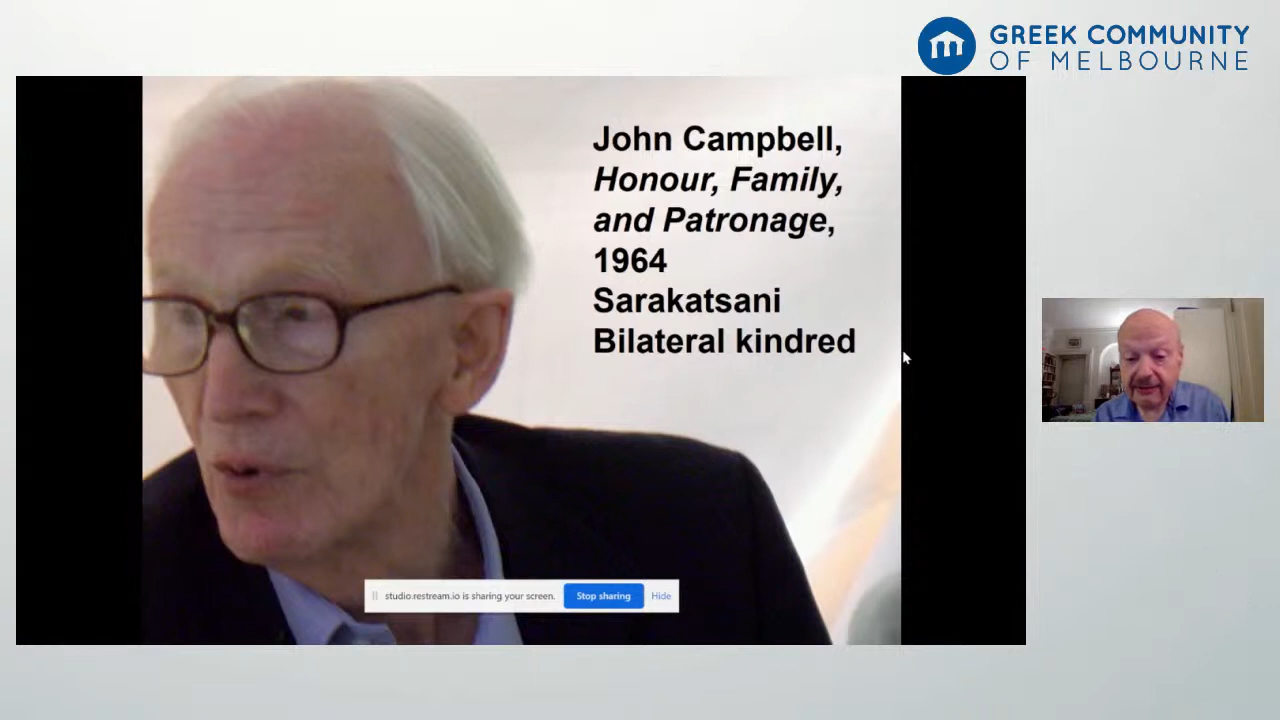 GREEK COMMUNITY
OF MELBOURNE
John Campbell,
Honour, Family,
and Patronage,
1964
Sarakatsani
Bilateral kindred
studio.restream.io is sharing your screen. Stop sharing Hide